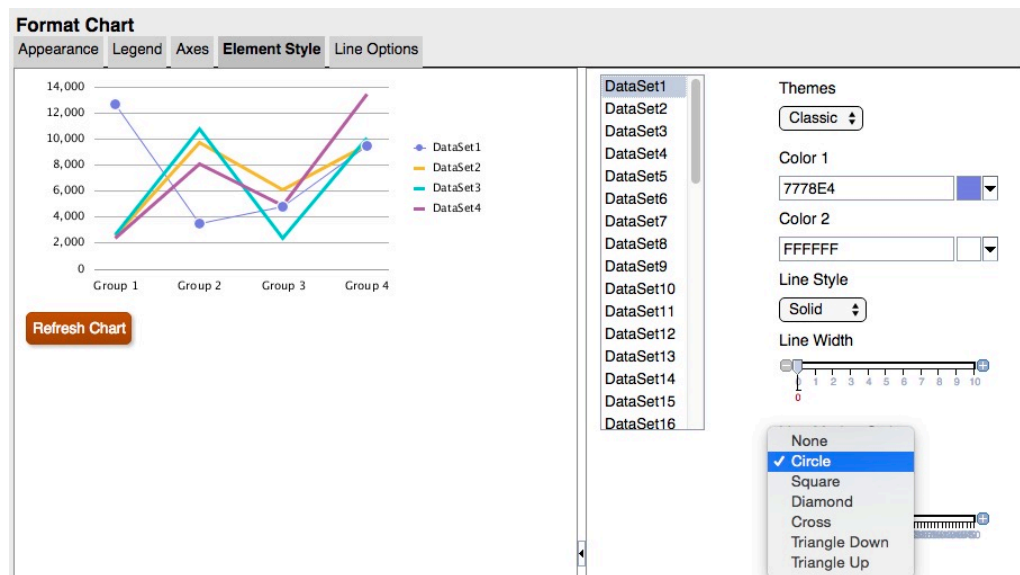 Format Chart
Appearance Legend Axes Element Style Line Options
14,000
12,000
10,000
8,000
6,000
4,000
2,000
0
Group 1 Group 2 Group 3 Group 4
DataSet1
DataSet2
DataSet3
DataSet4
Refresh Chart
DataSet1
DataSet2
DataSet3
DataSet4
DataSet5
DataSet6
DataSet7
DataSet8
DataSet9
DataSet10
DataSet11
DataSet12
DataSet13
DataSet14
DataSet15
DataSet16
Themes
Classic
Color 1
7778E4
Color 2
FFFFFF
Line Style
Solid
Line Width
1 2 3 4 5 6 7 8 9 10
0
None
✓ Circle
Square
Diamond
Cross
Triangle Down
Triangle Up